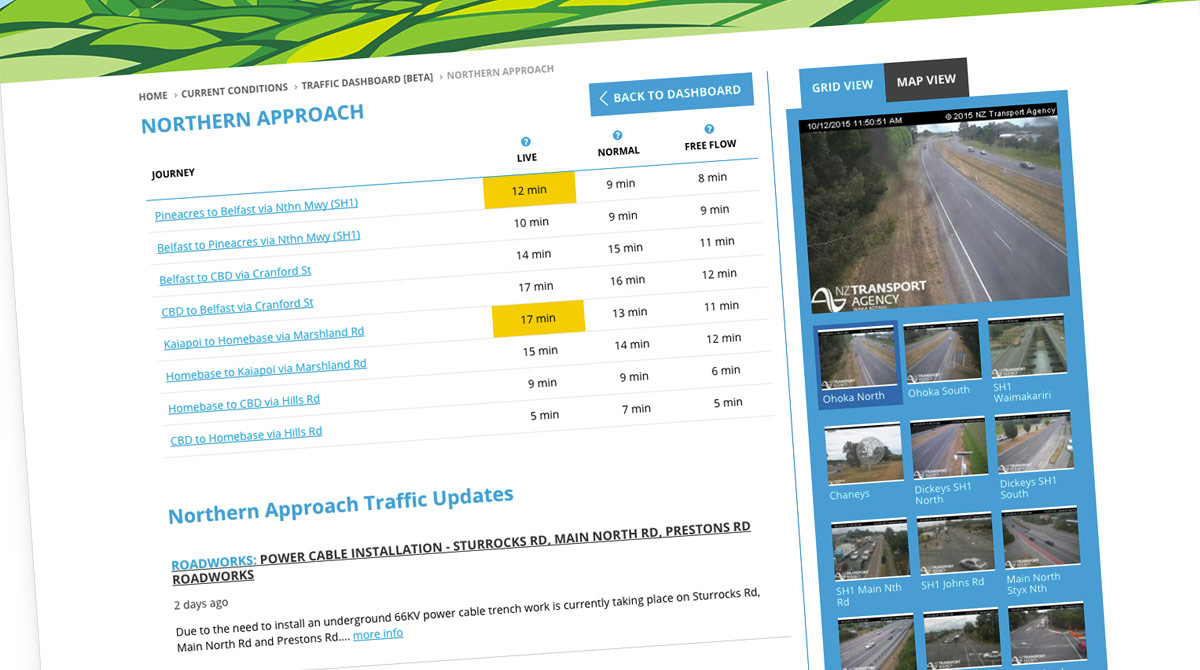 HOME › CURRENT CONDITIONS › TRAFFIC DASHBOARD [BETA] › NORTHERN APPROACH
NORTHERN APPROACH
BACK TO DASHBOARD
JOURNEY ? LIVE ? NORMAL ? FREE FLOW
Pineacres to Belfast via Nthn Mwy (SH1) 12 min 9 min 8 min
Belfast to Pineacres via Nthn Mwy (SH1) 10 min 9 min 9 min
Belfast to CBD via Cranford St 14 min 15 min 11 min
CBD to Belfast via Cranford St 17 min 16 min 12 min
Kaiapoi to Homebase via Marshland Rd 17 min 13 min 11 min
Homebase to Kaiapoi via Marshland Rd 15 min 14 min 12 min
Homebase to CBD via Hills Rd 9 min 9 min 6 min
CBD to Homebase via Hills Rd 5 min 7 min 5 min
Northern Approach Traffic Updates
ROADWORKS: POWER CABLE INSTALLATION - STURROCKS RD, MAIN NORTH RD, PRESTONS RD
ROADWORKS
2 days ago
Due to the need to install an underground 66KV power cable trench work is currently taking place on Sturrocks Rd,
Main North Rd and Prestons Rd.... more info
GRID VIEW MAP VIEW
10/12/2015 11:50:51 AM © 2015 NZ Transport Agency
NZTRANSPORT
AGENCY
WAKA KOTAHI
Ohoka North
Ohoka South
SH1
Waimakariri
Chaneys
Dickeys SH1
North
Dickeys SH1
South
SH1 Main Nth
Rd
SH1 Johns Rd
Main North
Styx Nth